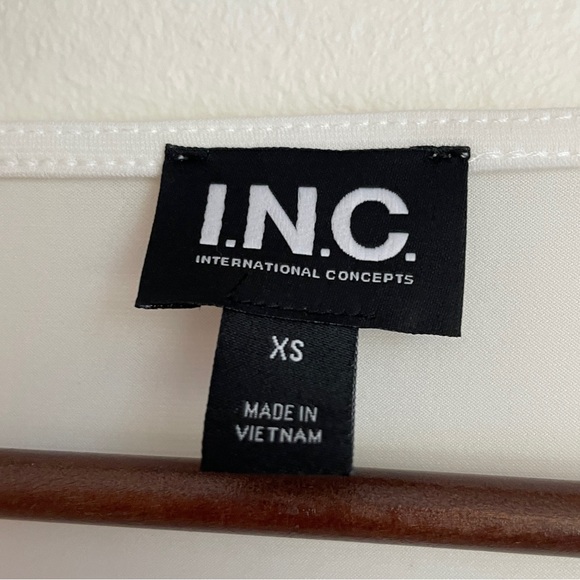 I.N.C.
INTERNATIONAL CONCEPTS
XS
MADE IN
VIETNAM